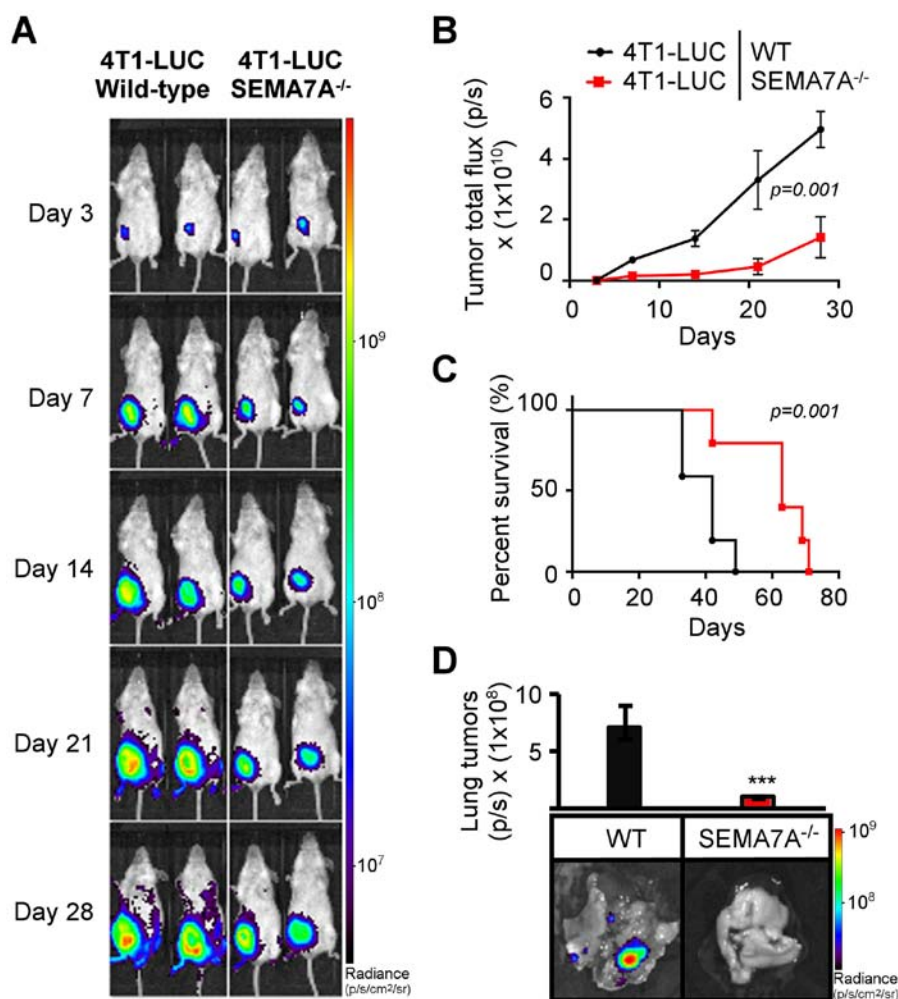 A
4T1-LUC
Wild-type
4T1-LUC
SEMA7A⁻/⁻
Day 3
Day 7
Day 14
Day 21
Day 28
10⁹
10⁸
10⁷
Radiance
(p/s/cm2/sr)
B
4T1-LUC WT
4T1-LUC SEMA7A⁻/⁻
Tumor total flux (p/s)
x (1x10¹⁰)
6
4
2
0
p=0.001
0 10 20 30
Days
C
Percent survival (%)
100
50
0
p=0.001
0 20 40 60 80
Days
D
Lung tumors
(p/s) x (1x10⁸)
10
5
***
WT SEMA7A⁻/⁻
10⁹
10⁸
Radiance
(p/s/cm2/sr)